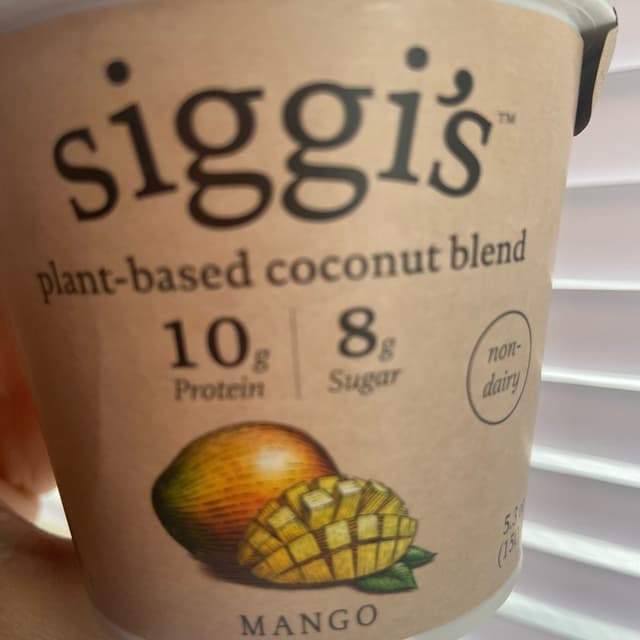 siggi's™
plant-based coconut blend
10g
Protein
8g
Sugar
non-
dairy
MANGO